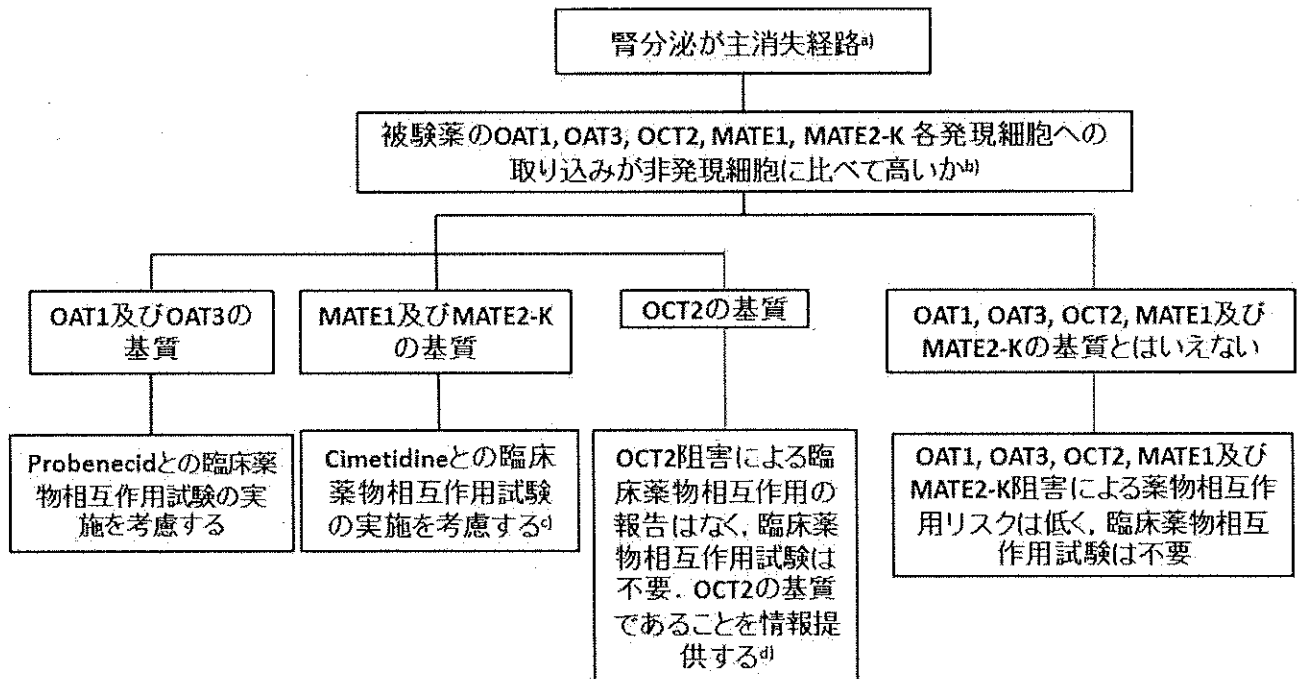 腎分泌が主消失経路a)
被験薬のOAT1, OAT3, OCT2, MATE1, MATE2-K 各発現細胞への
取り込みが非発現細胞に比べて高いかb)
OAT1及びOAT3の
基質
MATE1及びMATE2-K
の基質
OCT2の基質
OAT1, OAT3, OCT2, MATE1及び
MATE2-Kの基質とはいえない
Probenecidとの臨床薬
物相互作用試験の実
施を考慮する
Cimetidineとの臨床
薬物相互作用試験
の実施を考慮するc)
OCT2阻害による臨
床薬物相互作用の
報告はなく, 臨床薬
物相互作用試験は
不要. OCT2の基質
であることを情報提
供するd)
OAT1, OAT3, OCT2, MATE1及び
MATE2-K阻害による薬物相互作
用リスクは低く, 臨床薬物相互
作用試験は不要